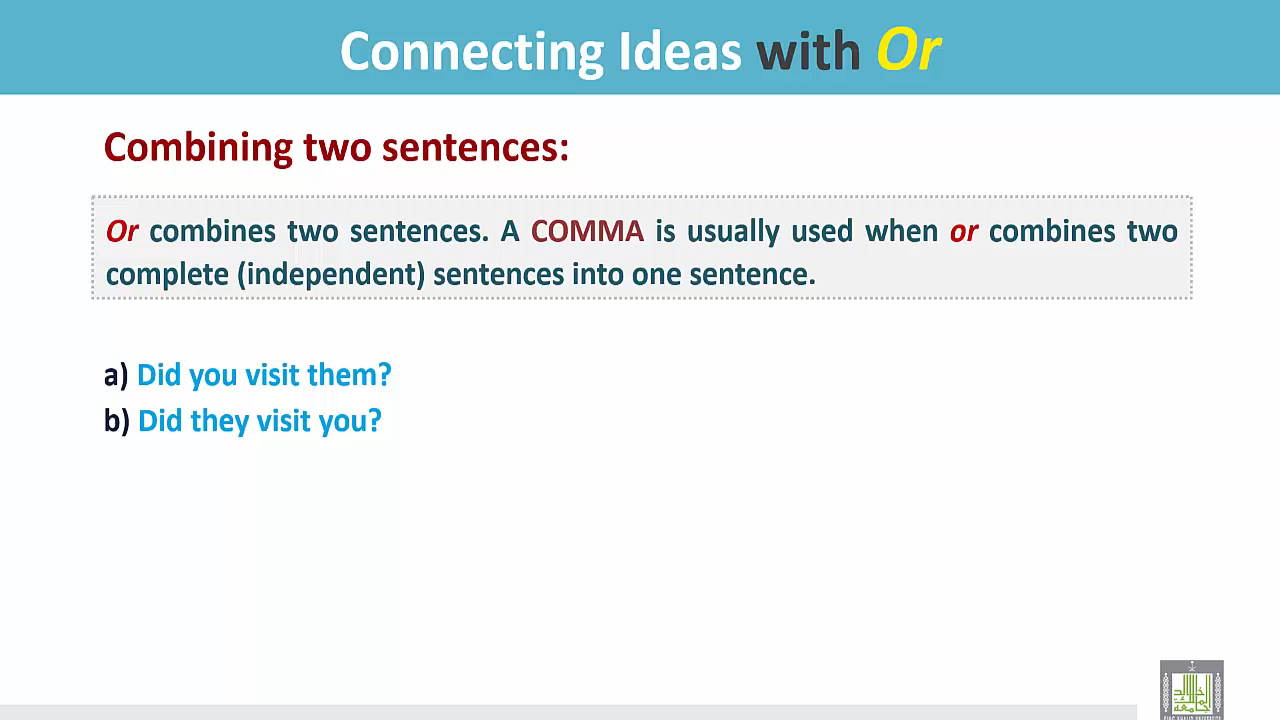 Connecting Ideas with Or
Combining two sentences:
Or combines two sentences. A COMMA is usually used when or combines two
complete (independent) sentences into one sentence.
a) Did you visit them?
b) Did they visit you?